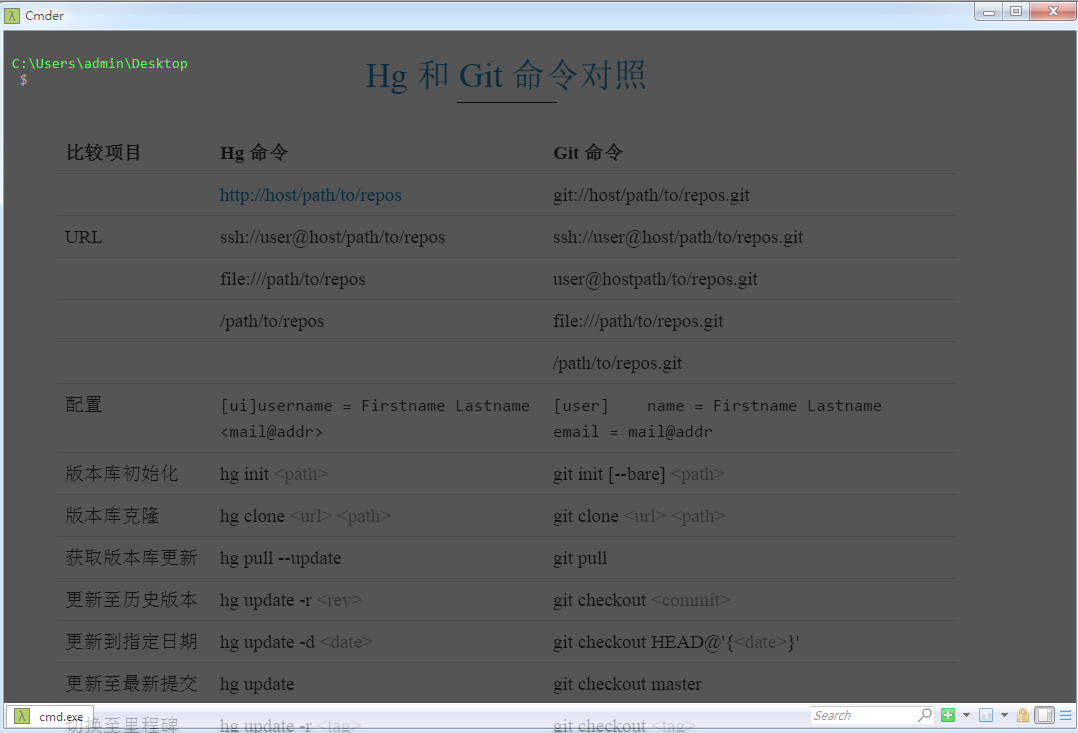 Cmder
C:\Users\admin\Desktop
$
Hg 和 Git 命令对照
比较项目 Hg 命令 Git 命令
http://host/path/to/repos git://host/path/to/repos.git
URL ssh://user@host/path/to/repos ssh://user@host/path/to/repos.git
file:///path/to/repos user@hostpath/to/repos.git
/path/to/repos file:///path/to/repos.git
/path/to/repos.git
配置 [ui]username = Firstname Lastname [user] name = Firstname Lastname
<mail@addr> email = mail@addr
版本库初始化 hg init <path> git init [--bare] <path>
版本库克隆 hg clone <url> <path> git clone <url> <path>
获取版本库更新 hg pull --update git pull
更新至历史版本 hg update -r <rev> git checkout <commit>
更新到指定日期 hg update -d <date> git checkout HEAD@'{<date>}'
更新至最新提交 hg update git checkout master
cmd.exe Search
切换至里程碑 hg update -r <tag> git checkout <tag>